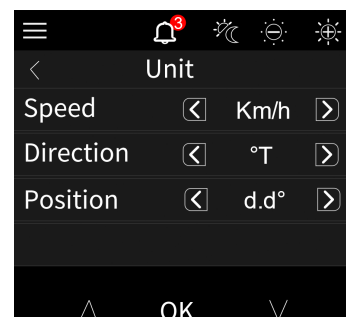 3
Unit
Speed Km/h
Direction °T
Position d.d°
OK